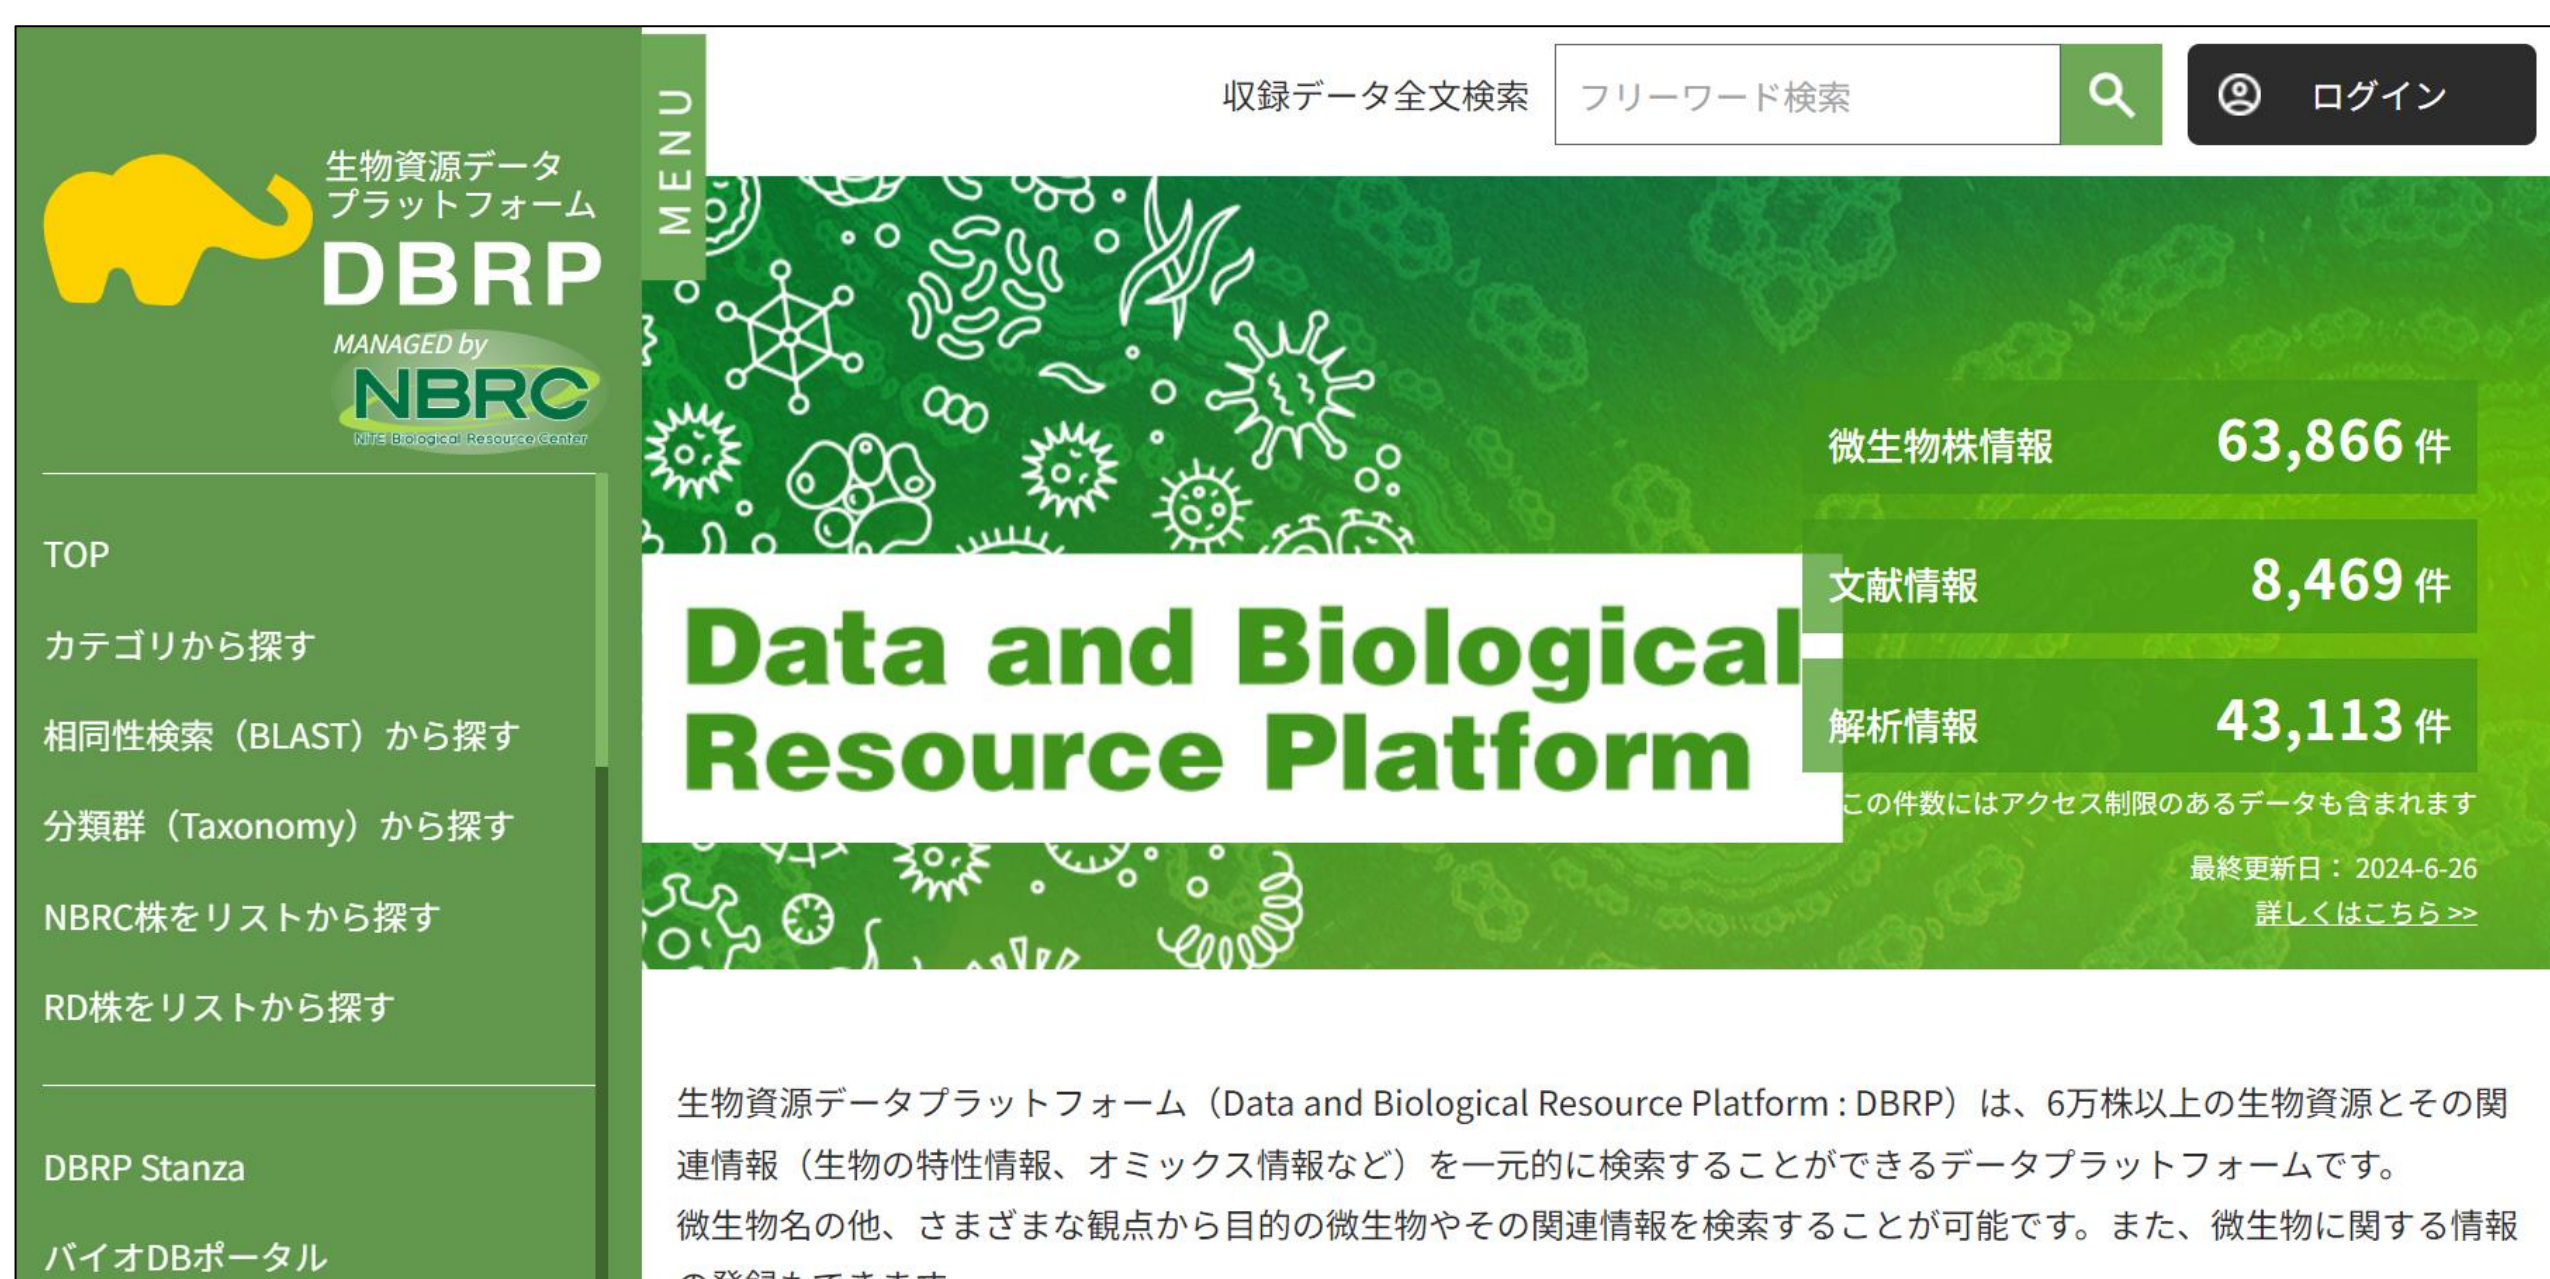 生物資源データ
プラットフォーム
DBRP
MANAGED by
NBRC
NITE Biological Resource Center
TOP
カテゴリから探す
相同性検索（BLAST）から探す
分類群（Taxonomy）から探す
NBRC株をリストから探す
RD株をリストから探す
DBRP Stanza
バイオDBポータル
MENU
収録データ全文検索
フリーワード検索
ログイン
Data and Biological
Resource Platform
微生物株情報 63,866 件
文献情報 8,469 件
解析情報 43,113 件
この件数にはアクセス制限のあるデータも含まれます
最終更新日： 2024-6-26
詳しくはこちら >>
生物資源データプラットフォーム（Data and Biological Resource Platform : DBRP）は、6万株以上の生物資源とその関
連情報（生物の特性情報、オミックス情報など）を一元的に検索することができるデータプラットフォームです。
微生物名の他、さまざまな観点から目的の微生物やその関連情報を検索することが可能です。また、微生物に関する情報